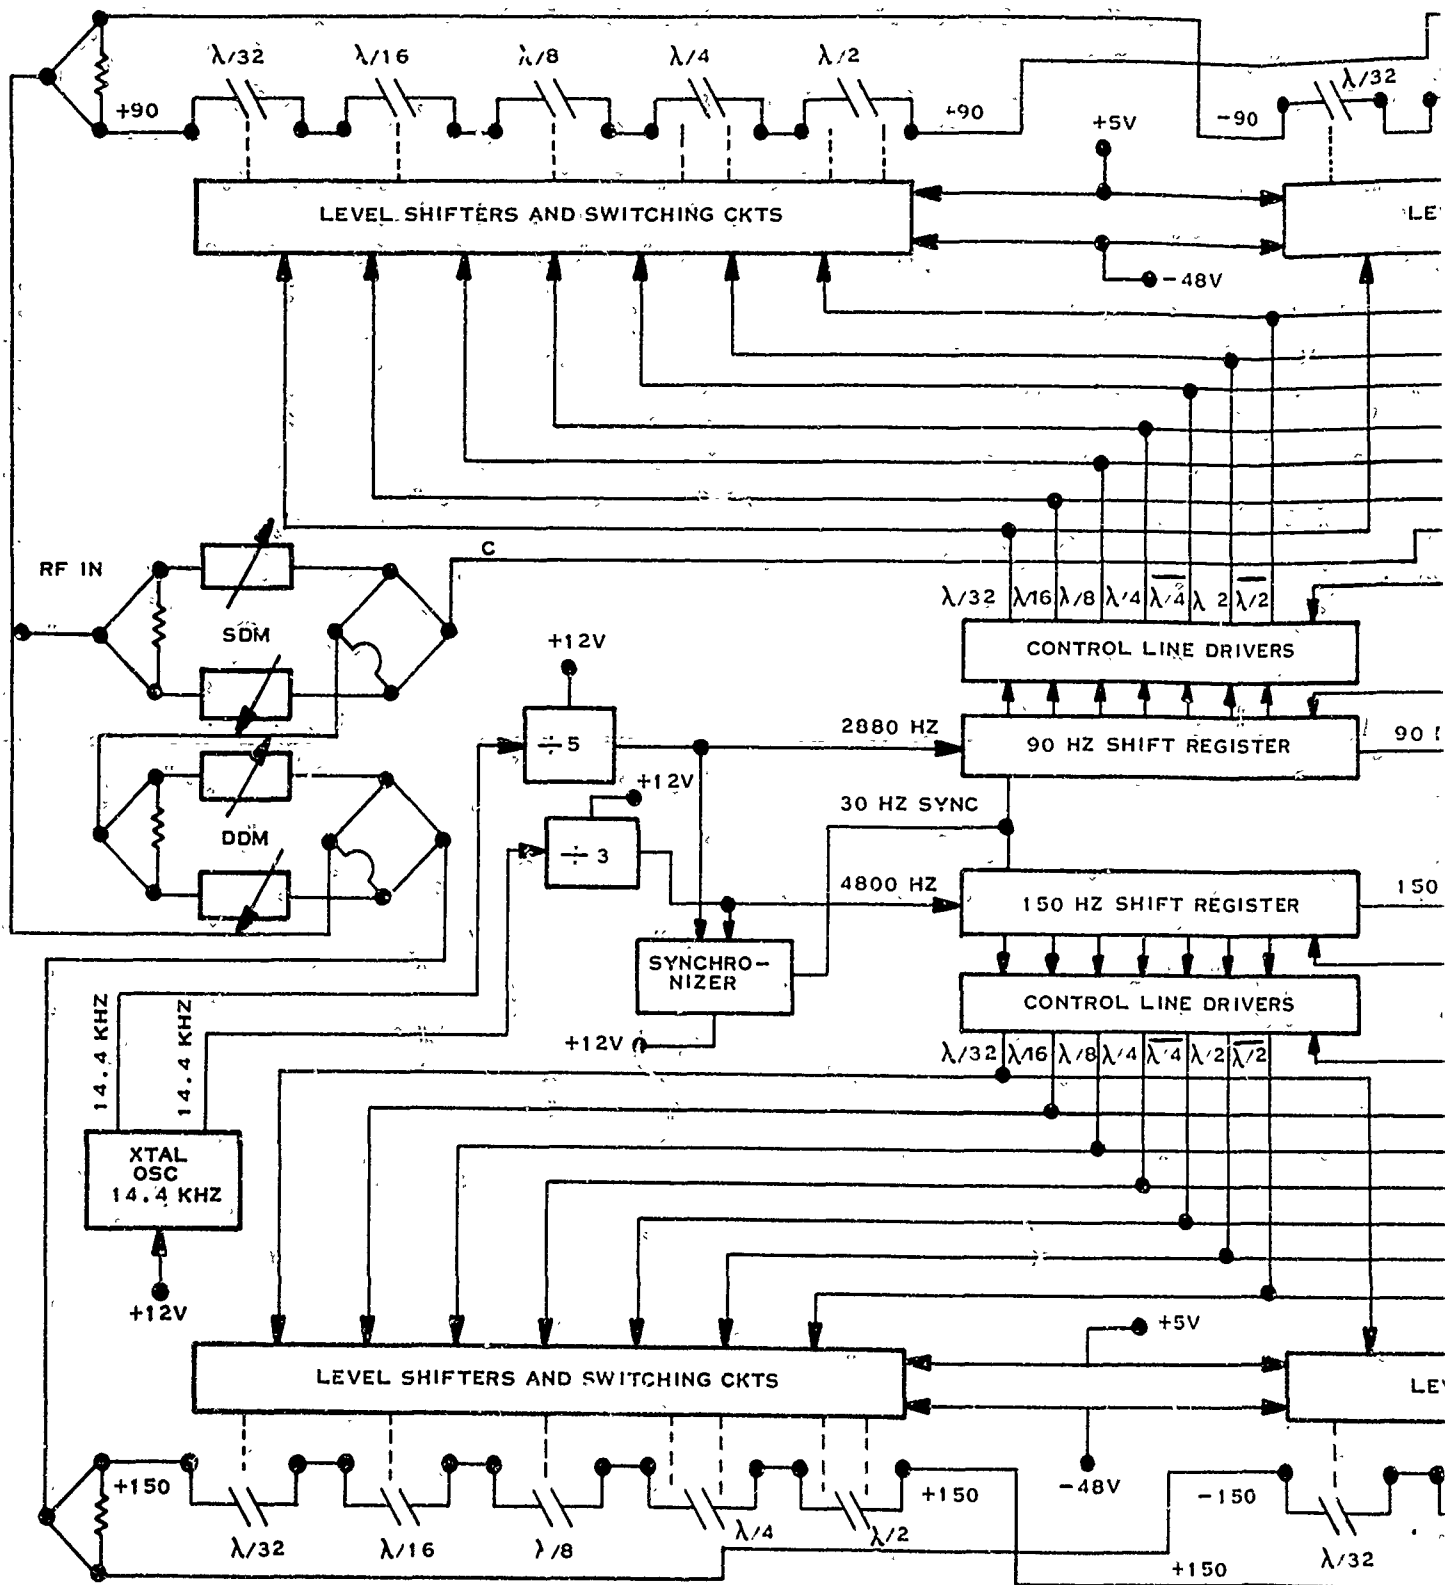 λ/32 λ/16 λ/8 λ/4 λ/2 λ/32
+90 +90 -90
+5V
LEVEL SHIFTERS AND SWITCHING CKTS
-48V
C
RF IN
SDM
λ/32 λ/16 λ/8 λ/4 λ/4 λ 2 λ/2
CONTROL LINE DRIVERS
+12V
÷ 5
2880 HZ
90 HZ SHIFT REGISTER
90
+12V
30 HZ SYNC
DDM
÷ 3
4800 HZ
150 HZ SHIFT REGISTER
150
SYNCHRO-
NIZER
CONTROL LINE DRIVERS
14.4 KHZ
14.4 KHZ
+12V
λ/32 λ/16 λ/8 λ/4 λ/4 λ/2 λ/2
XTAL
OSC
14.4 KHZ
+12V
+5V
LEVEL SHIFTERS AND SWITCHING CKTS
+150 +150 -48V -150
λ/32 λ/16 λ/8 λ/4 λ/2 λ/32
+150